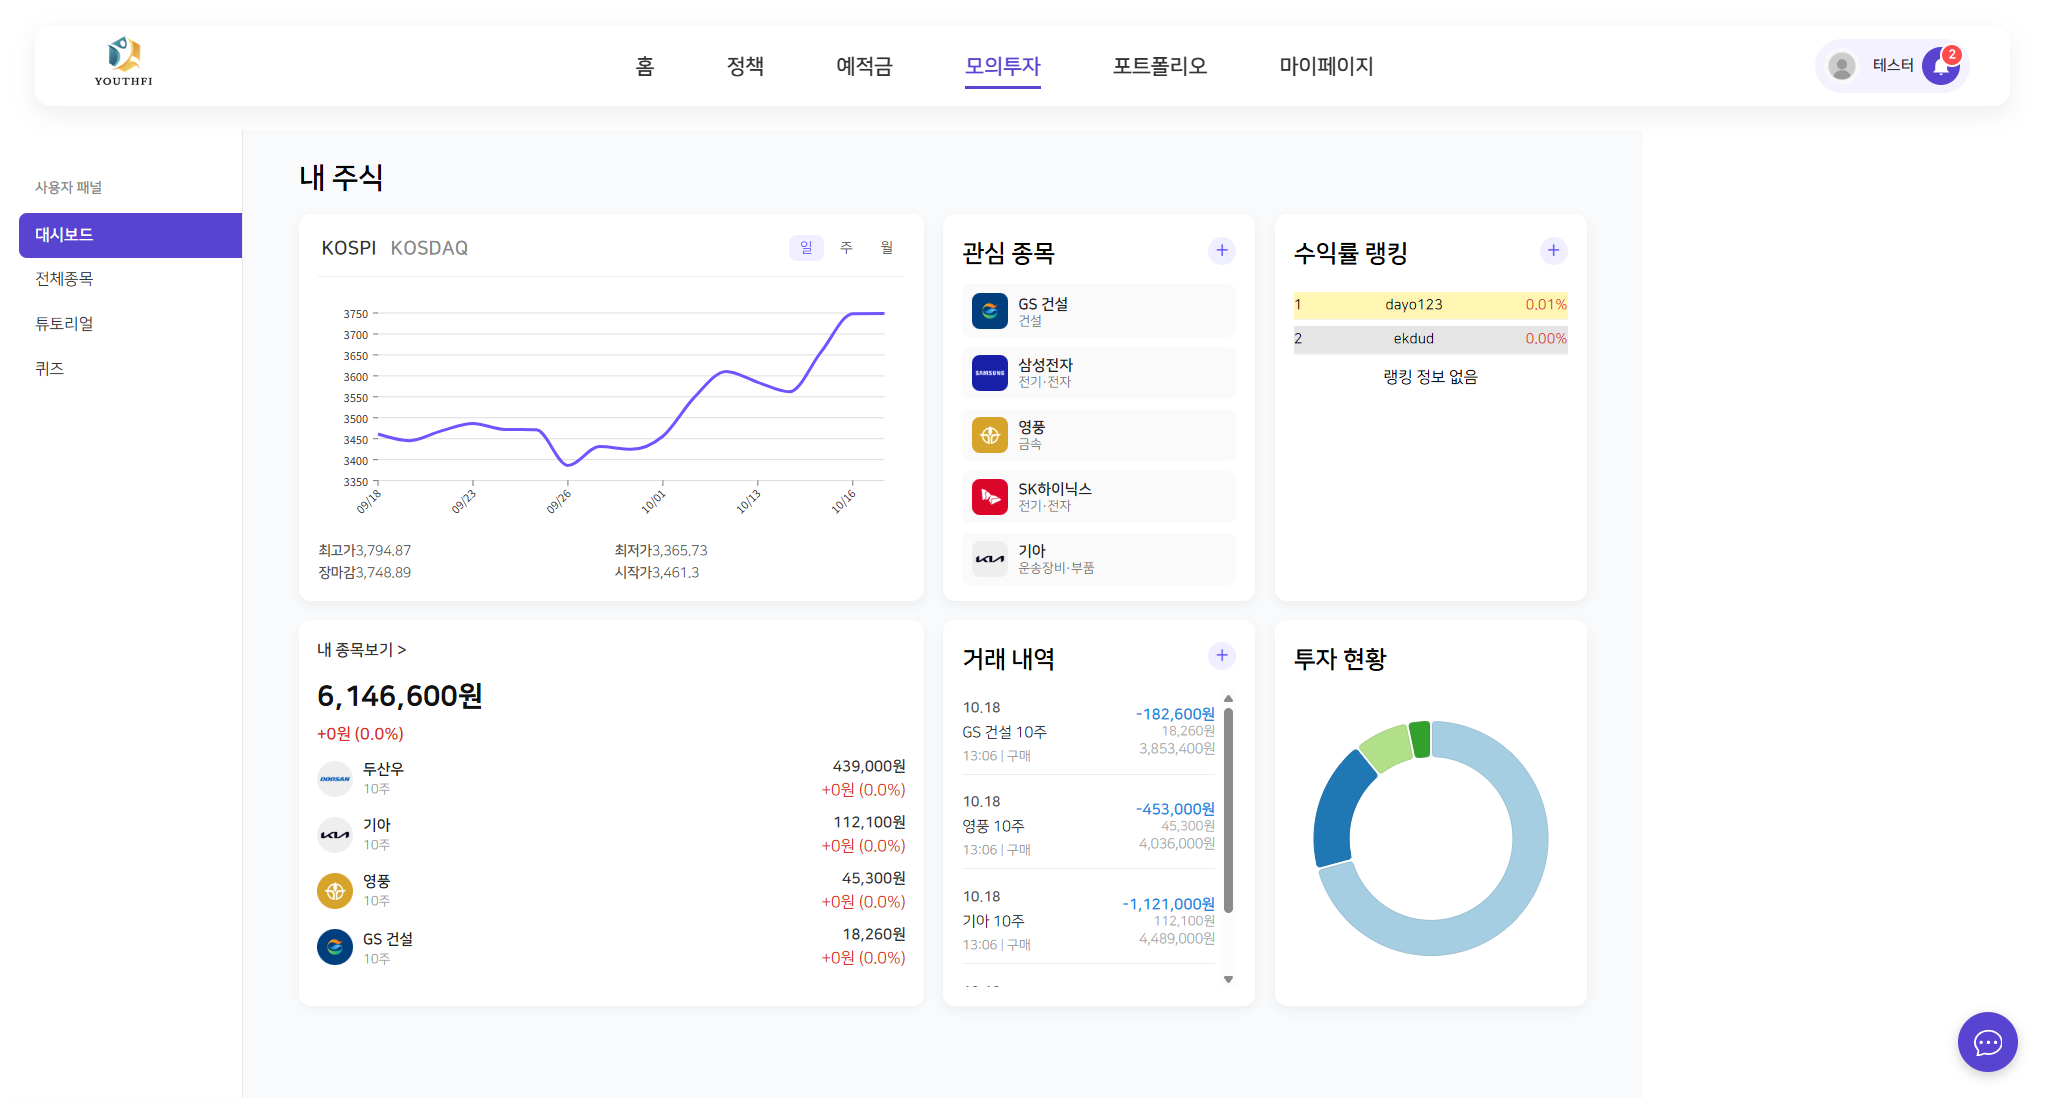 YOUTHFI
홈
정책
예적금
모의투자
포트폴리오
마이페이지
테스터
2
사용자 패널
대시보드
전체종목
튜토리얼
퀴즈
내 주식
KOSPI KOSDAQ
일 주 월
3750
3700
3650
3600
3550
3500
3450
3400
3350
09/18
09/23
09/26
10/01
10/13
10/16
최고가3,794.87
최저가3,365.73
장마감3,748.89
시작가3,461.3
관심 종목
+
GS 건설
건설
SAMSUNG
삼성전자
전기·전자
영풍
금속
SK하이닉스
전기·전자
KIA
기아
운송장비·부품
수익률 랭킹
+
1 dayo123 0.01%
2 ekdud 0.00%
랭킹 정보 없음
내 종목보기 >
6,146,600원
+0원 (0.0%)
DOOSAN
두산우
10주
439,000원
+0원 (0.0%)
KIA
기아
10주
112,100원
+0원 (0.0%)
영풍
10주
45,300원
+0원 (0.0%)
GS 건설
10주
18,260원
+0원 (0.0%)
거래 내역
+
10.18
GS 건설 10주
13:06 | 구매
-182,600원
18,260원
3,853,400원
10.18
영풍 10주
13:06 | 구매
-453,000원
45,300원
4,036,000원
10.18
기아 10주
13:06 | 구매
-1,121,000원
112,100원
4,489,000원
투자 현황